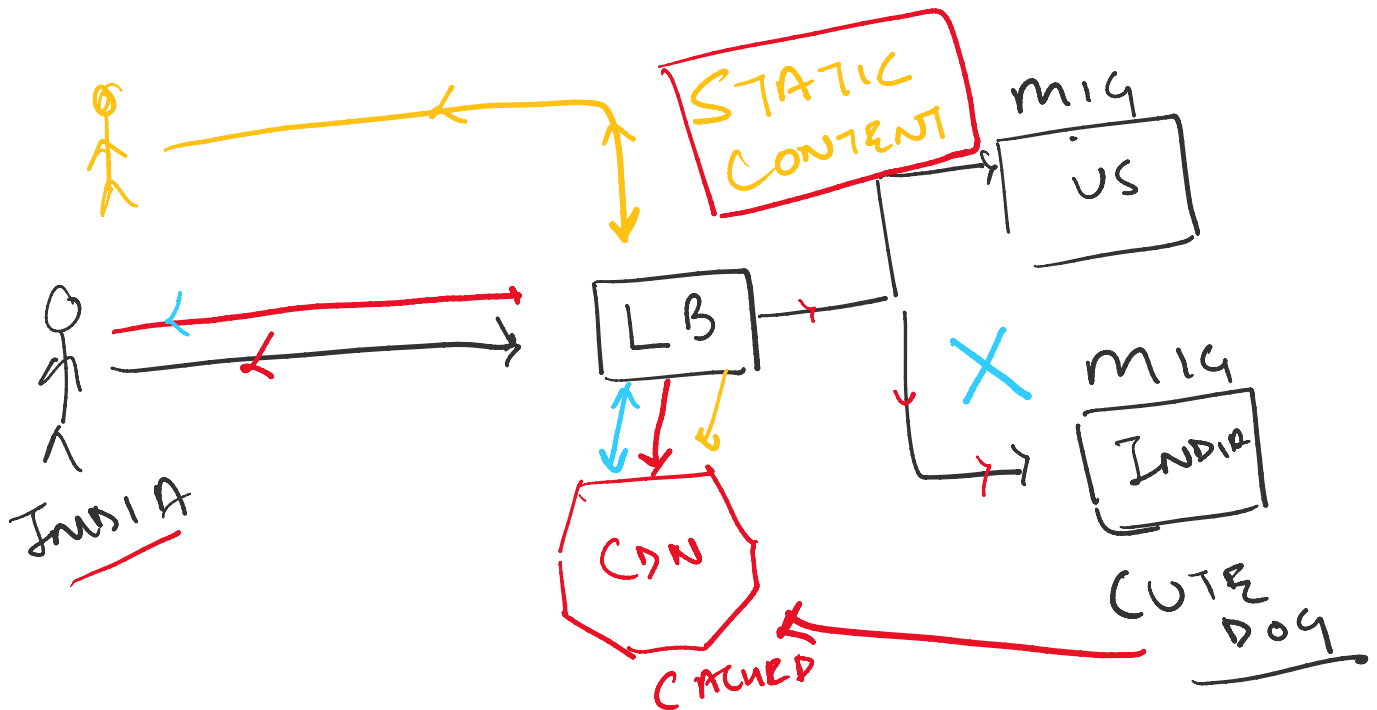 STATIC
CONTENT
MIG
US
LB
MIG
INDIA
INDIA
CDN
CUTE
DOG
CACHED